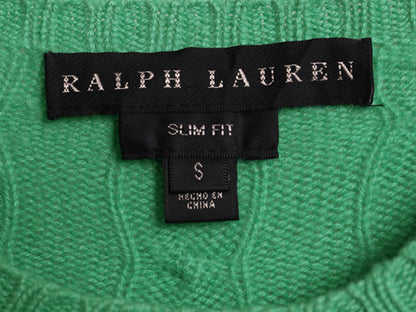 RALPH LAUREN
SLIM FIT
S
HECHO EN
CHINA